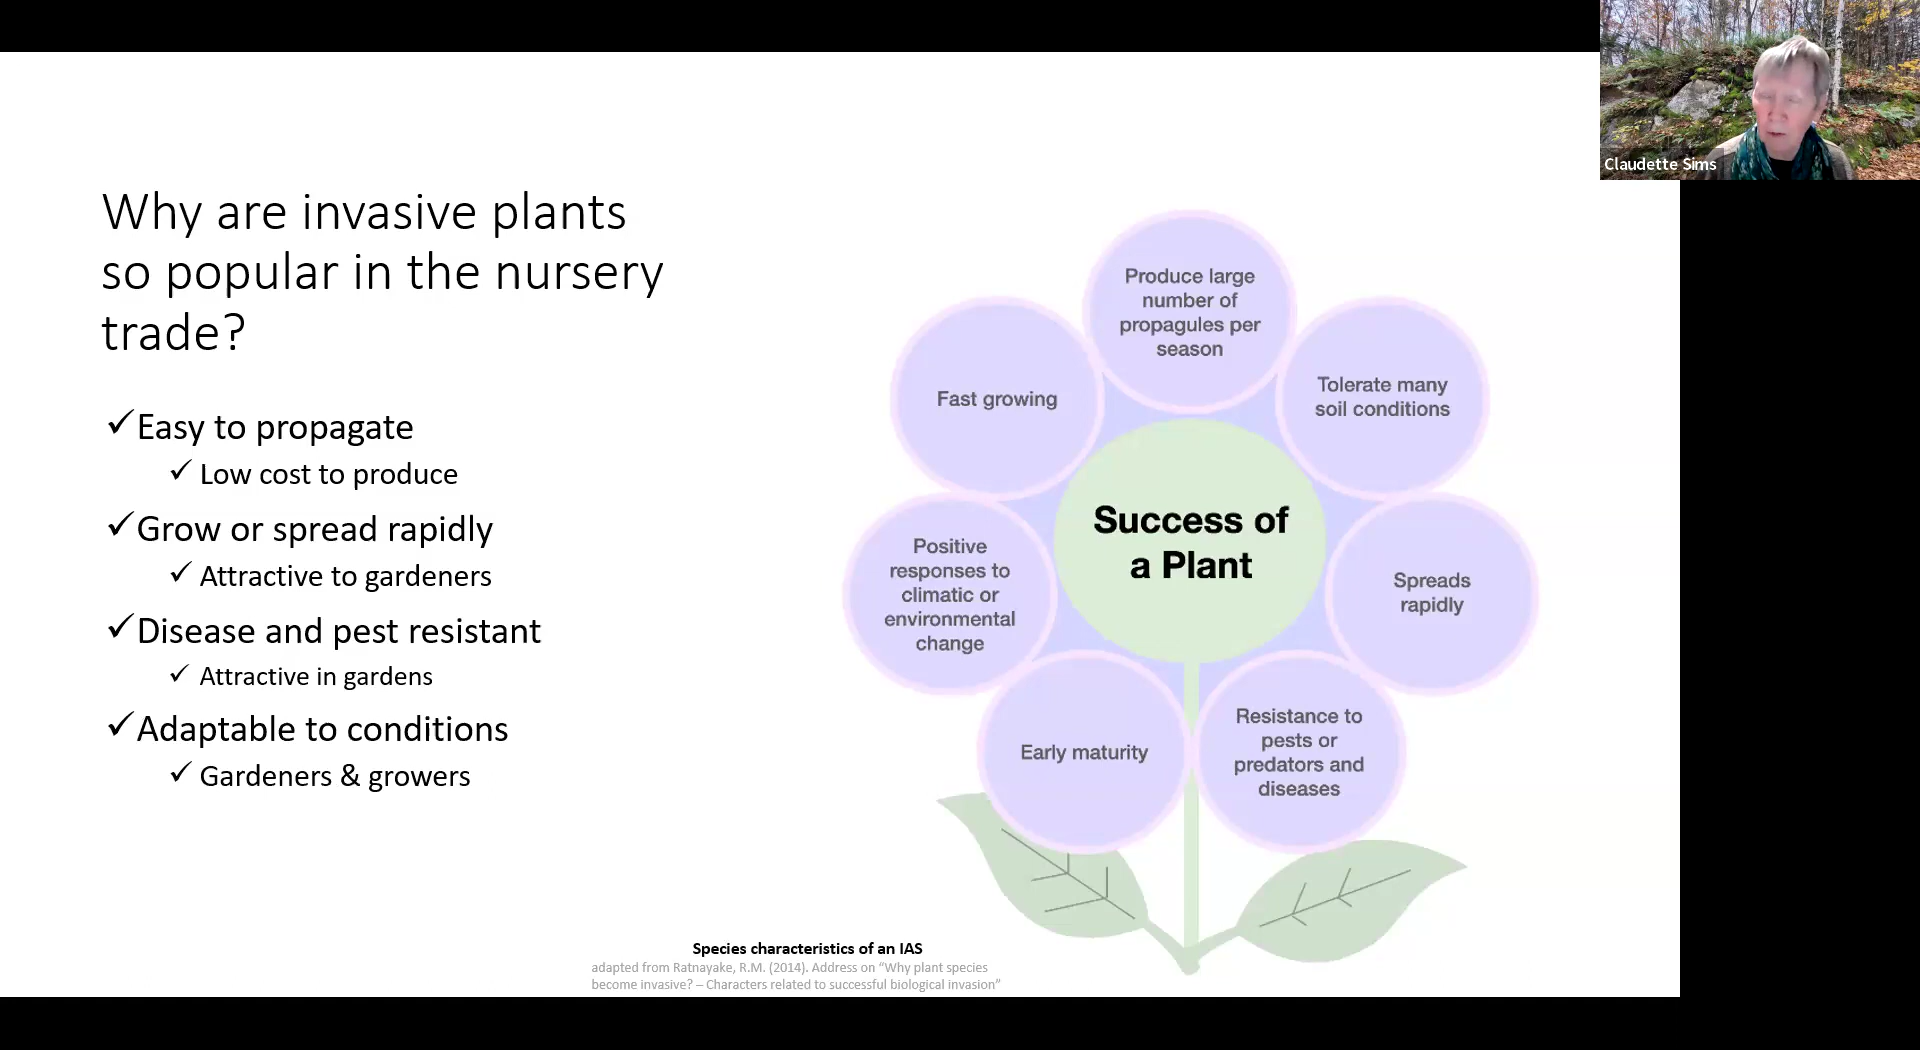 Claudette Sims
Why are invasive plants
so popular in the nursery
trade?
✓Easy to propagate
✓ Low cost to produce
✓Grow or spread rapidly
✓ Attractive to gardeners
✓Disease and pest resistant
✓ Attractive in gardens
✓Adaptable to conditions
✓ Gardeners & growers
Produce large
number of
propagules per
season
Fast growing
Tolerate many
soil conditions
Success of
a Plant
Positive
responses to
climatic or
environmental
change
Spreads
rapidly
Early maturity
Resistance to
pests or
predators and
diseases
Species characteristics of an IAS
adapted from Ratnayake, R.M. (2014). Address on “Why plant species
become invasive? – Characters related to successful biological invasion”